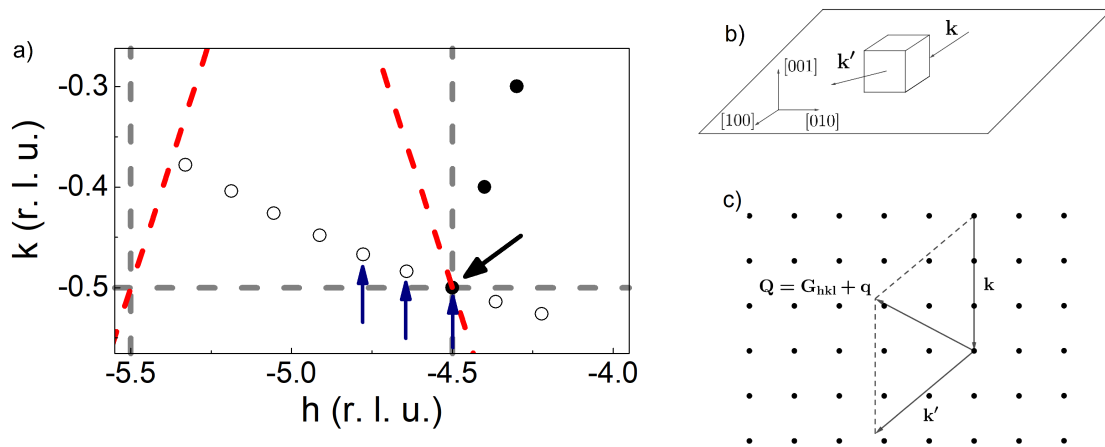 a)
k (r. l. u.)
-0.3
-0.4
-0.5
-5.5
-5.0
-4.5
-4.0
h (r. l. u.)
b)
k
k′
[001]
[100]
[010]
c)
Q = G_hkl + q
k
k′